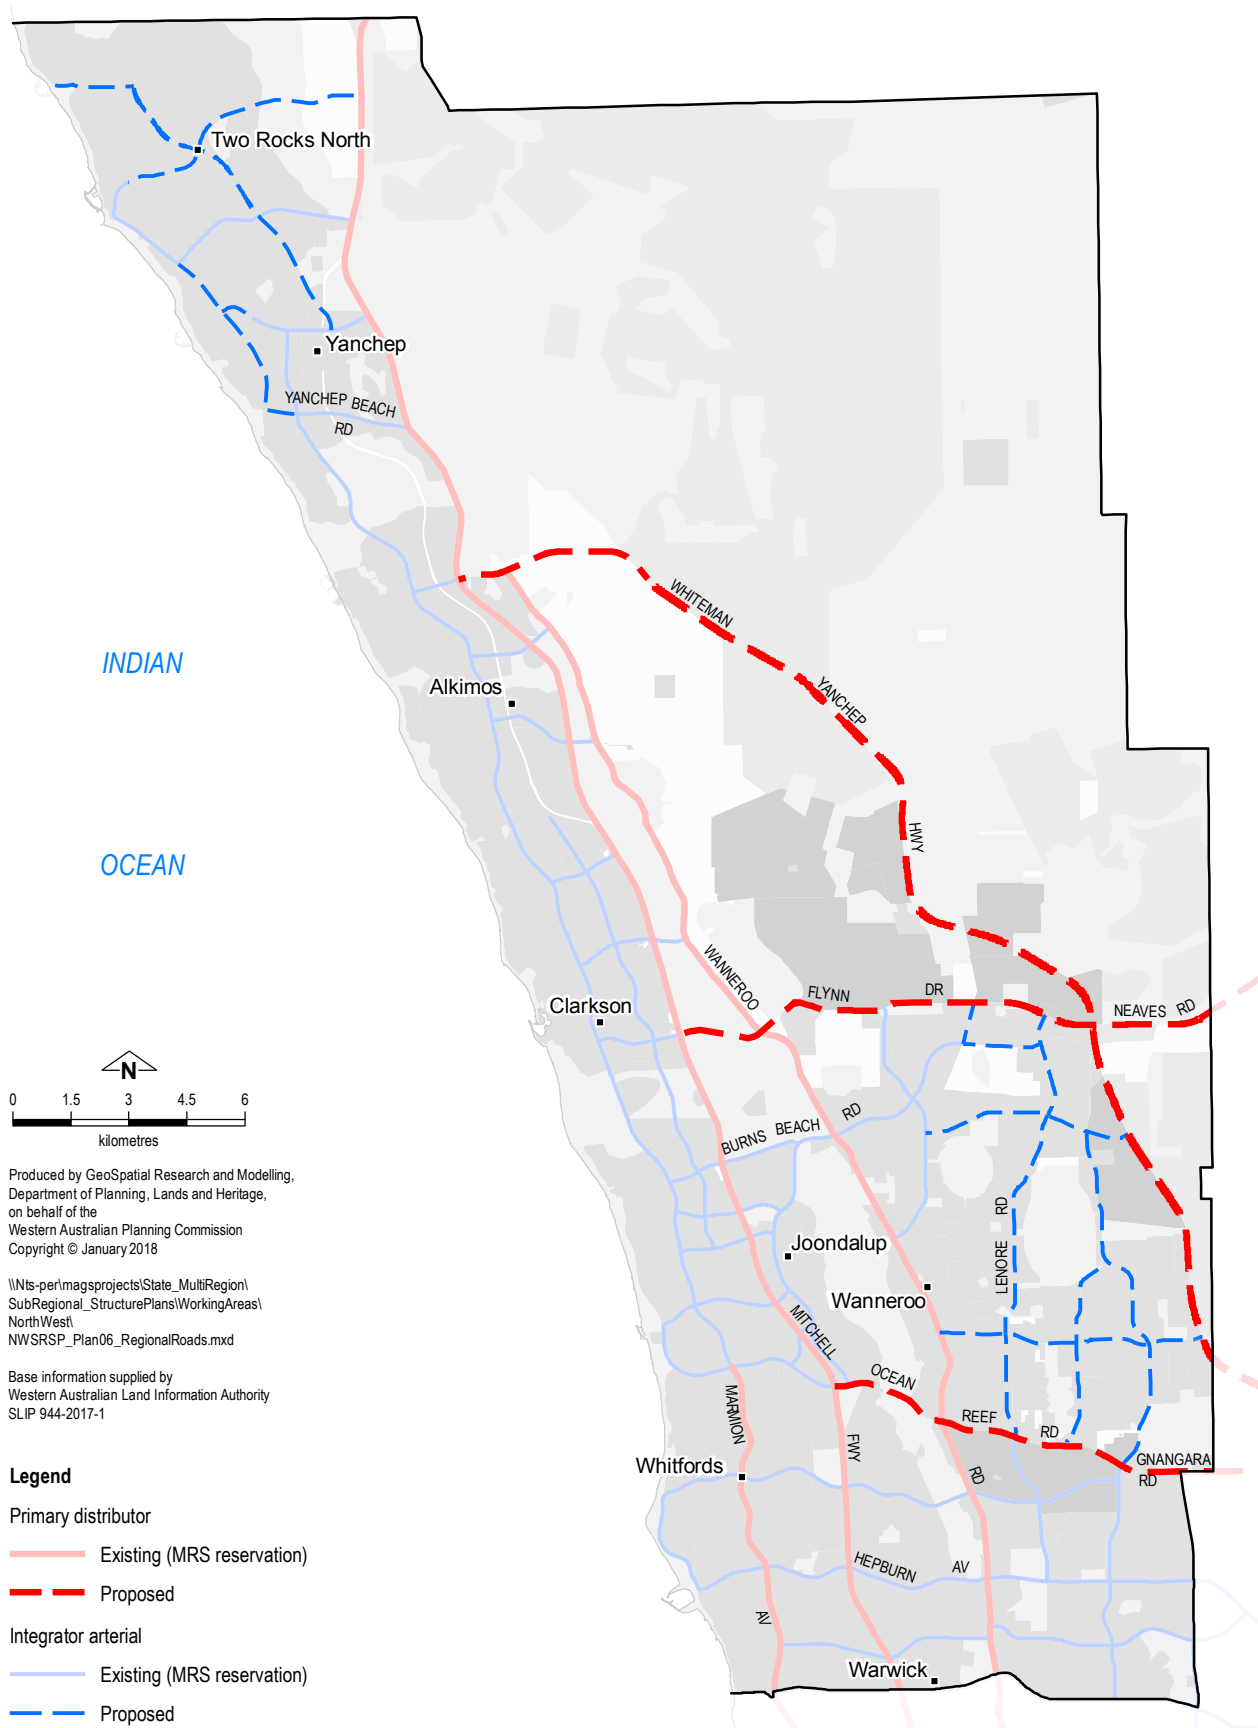 Two Rocks North
Yanchep
YANCHEP BEACH
RD
WHITEMAN
INDIAN
Alkimos
YANCHEP
HWY
OCEAN
WANNEROO
FLYNN
DR
NEAVES RD
Clarkson
N
0 1.5 3 4.5 6
kilometres
BURNS BEACH RD
Produced by GeoSpatial Research and Modelling,
Department of Planning, Lands and Heritage,
on behalf of the
Western Australian Planning Commission
Copyright © January 2018
\\Nts-per\magsprojects\State_MultiRegion\
SubRegional_StructurePlans\WorkingAreas\
NorthWest\
NWSRSP_Plan06_RegionalRoads.mxd
Base information supplied by
Western Australian Land Information Authority
SLIP 944-2017-1
LENORE RD
Joondalup
Wanneroo
MITCHELL
OCEAN
MARMION
REEF
RD
FWY
GNANGARA
RD
Whitfords
RD
HEPBURN
AV
AV
Warwick
Legend
Primary distributor
Existing (MRS reservation)
Proposed
Integrator arterial
Existing (MRS reservation)
Proposed